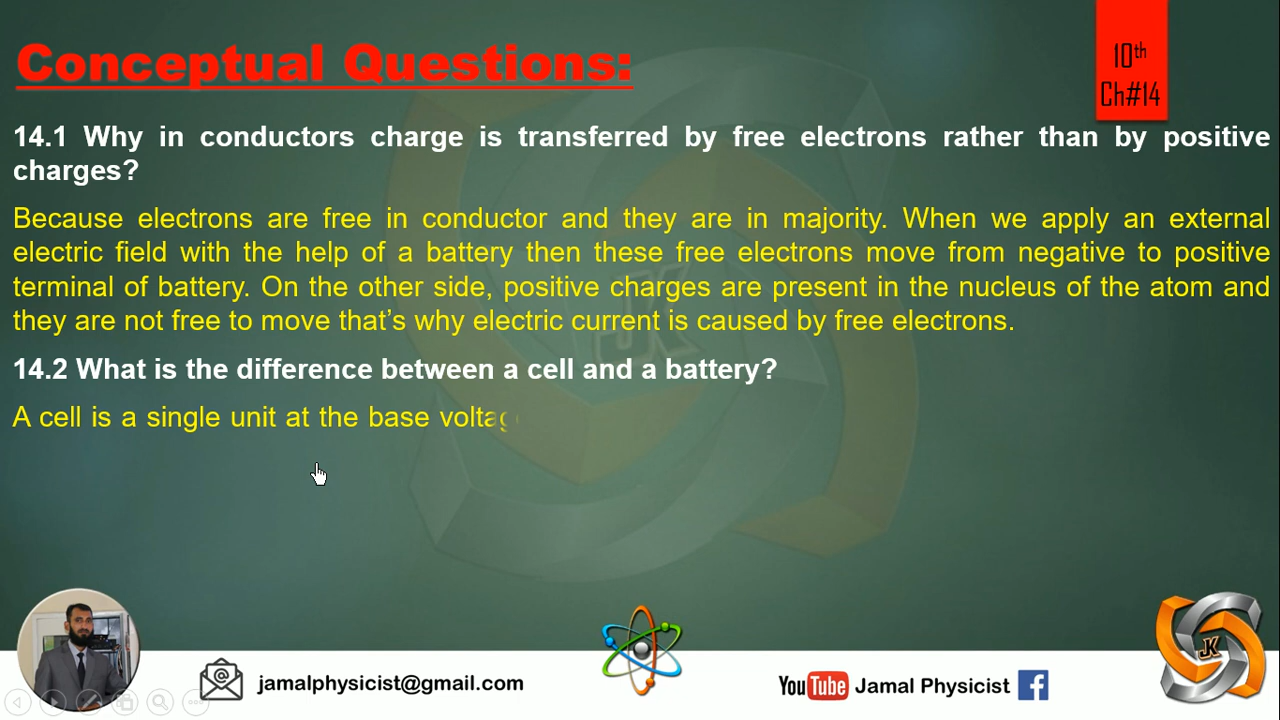 Conceptual Questions:
10th
Ch#14
14.1 Why in conductors charge is transferred by free electrons rather than by positive
charges?
Because electrons are free in conductor and they are in majority. When we apply an external
electric field with the help of a battery then these free electrons move from negative to positive
terminal of battery. On the other side, positive charges are present in the nucleus of the atom and
they are not free to move that’s why electric current is caused by free electrons.
14.2 What is the difference between a cell and a battery?
A cell is a single unit at the base voltag
JK
jamalphysicist@gmail.com
YouTube Jamal Physicist
JK